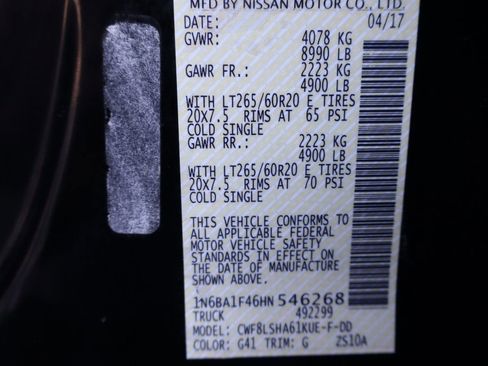 MFD BY NISSAN MOTOR CO., LTD.
DATE: 04/17
GVWR: 4078 KG
8990 LB
GAWR FR.: 2223 KG
4900 LB
WITH LT265/60R20 E TIRES
20X7.5 RIMS AT 65 PSI
COLD SINGLE
GAWR RR.: 2223 KG
4900 LB
WITH LT265/60R20 E TIRES
20X7.5 RIMS AT 70 PSI
COLD SINGLE
THIS VEHICLE CONFORMS TO
ALL APPLICABLE FEDERAL
MOTOR VEHICLE SAFETY
STANDARDS IN EFFECT ON
THE DATE OF MANUFACTURE
1N6BA1F46HN546268
TRUCK 492299
MODEL: CWF8LSHA61KUE-F-DD
COLOR: G41 TRIM: G ZS10A